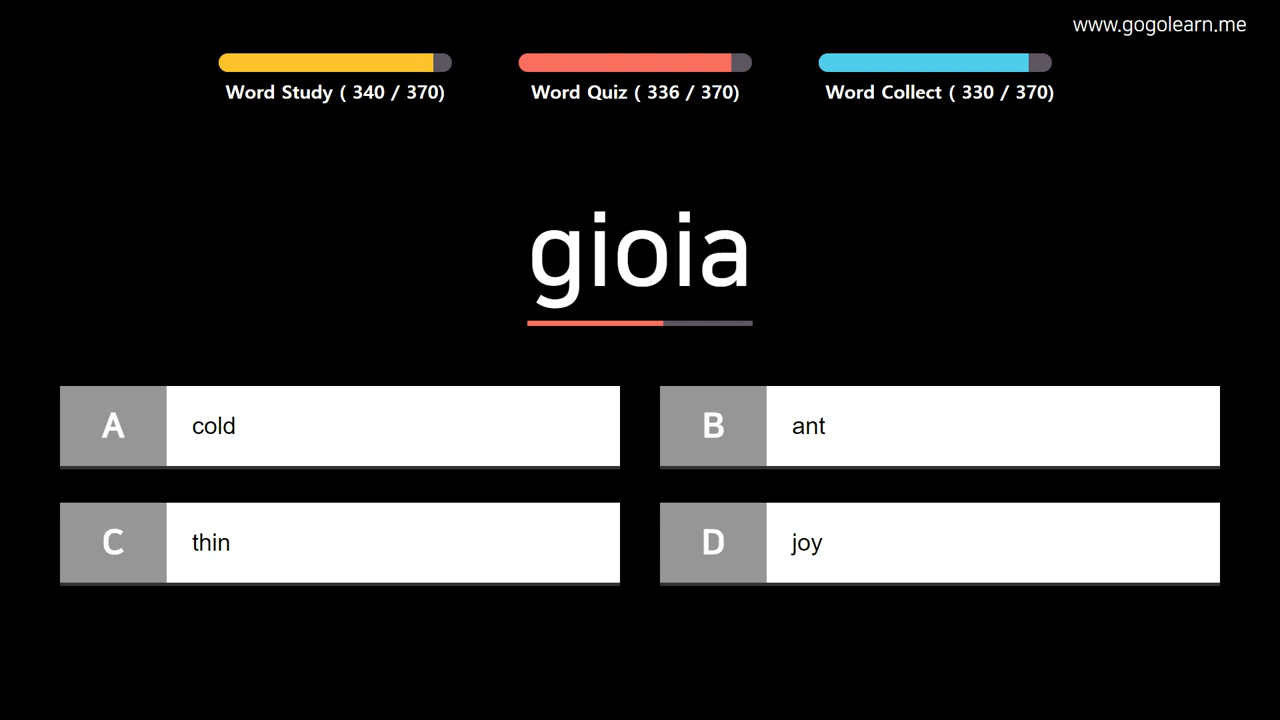 www.gogolearn.me
Word Study ( 340 / 370)
Word Quiz ( 336 / 370)
Word Collect ( 330 / 370)
gioia
A cold
B ant
C thin
D joy